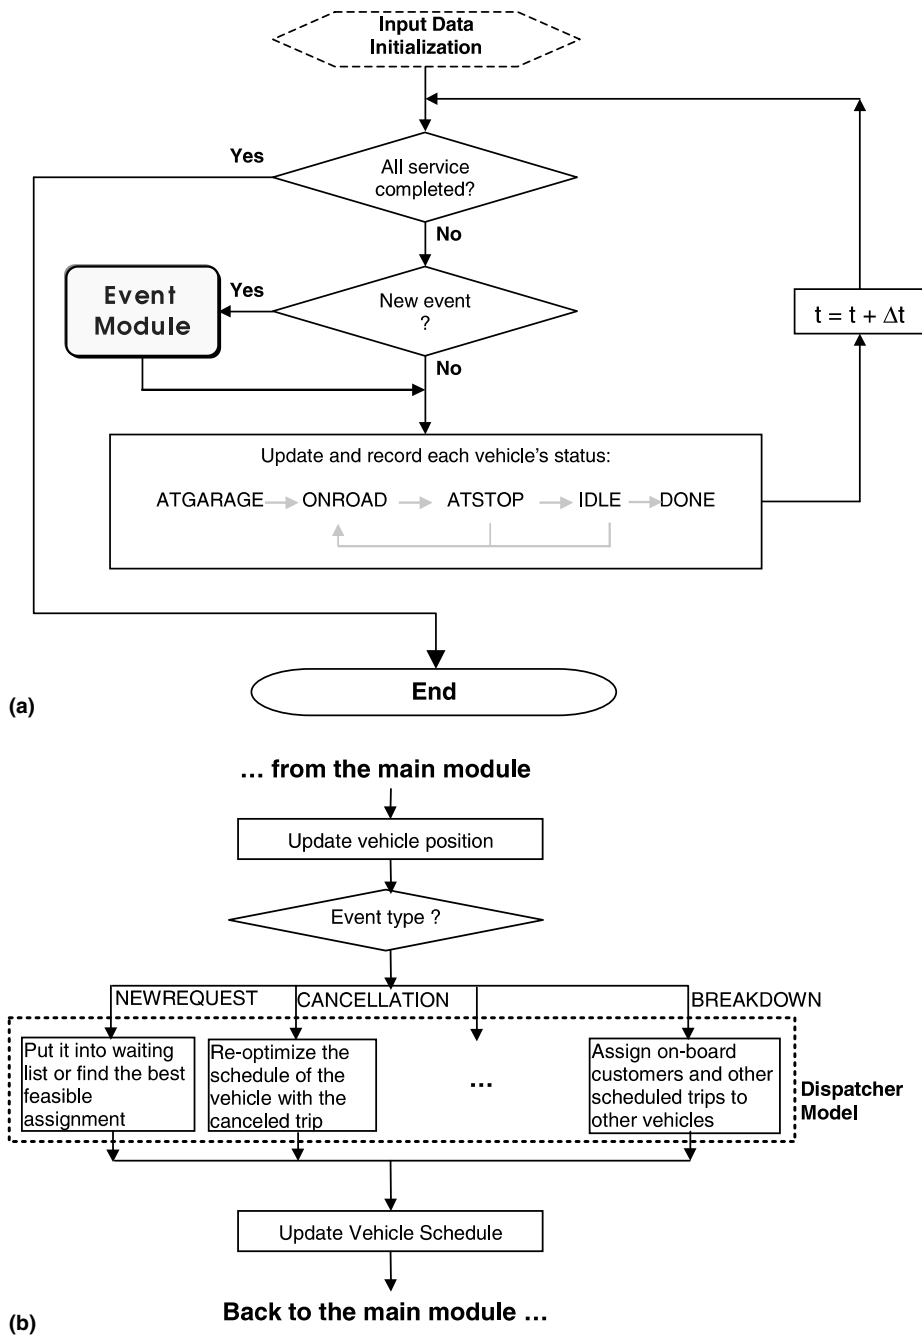 Input Data
Initialization
Yes
All service
completed?
No
Event
Module
Yes
New event
?
t = t + Δt
No
Update and record each vehicle's status:
ATGARAGE ONROAD ATSTOP IDLE DONE
End
(a)
... from the main module
Update vehicle position
Event type ?
NEWREQUEST CANCELLATION BREAKDOWN
Put it into waiting
list or find the best
feasible
assignment
Re-optimize the
schedule of the
vehicle with the
canceled trip
...
Assign on-board
customers and other
scheduled trips to
other vehicles
Dispatcher
Model
Update Vehicle Schedule
Back to the main module ...
(b)